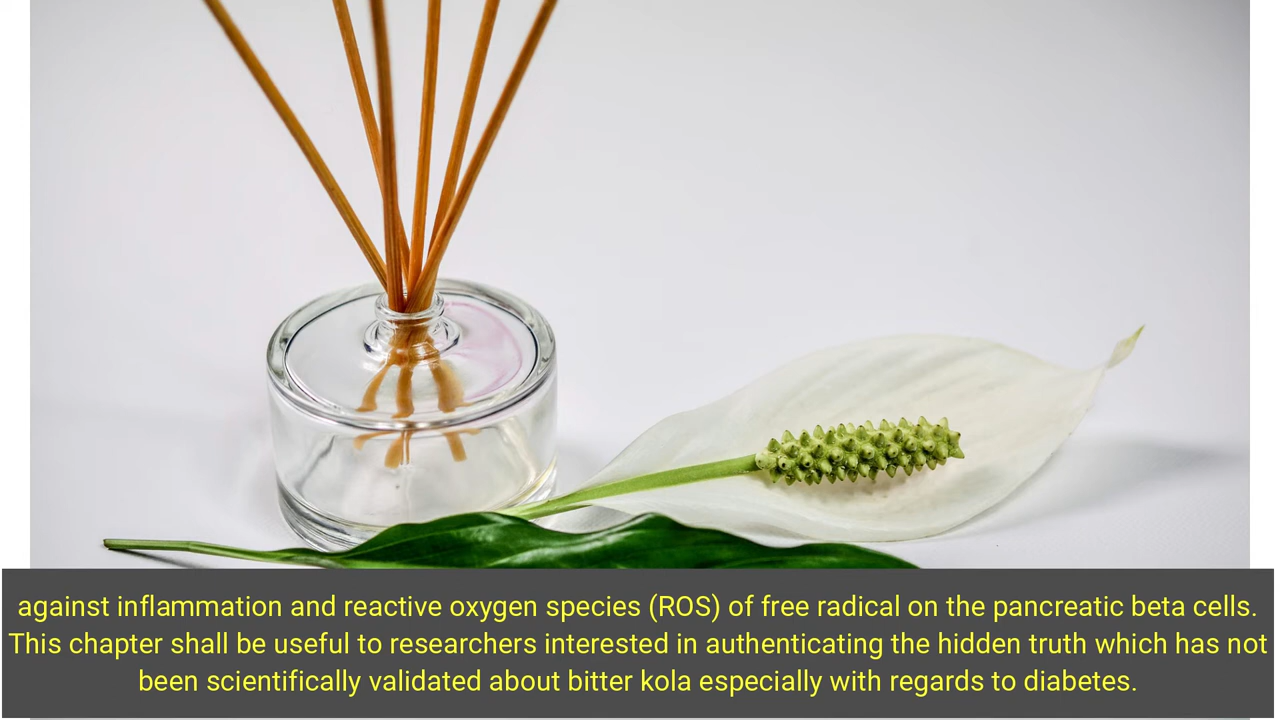 against inflammation and reactive oxygen species (ROS) of free radical on the pancreatic beta cells.
This chapter shall be useful to researchers interested in authenticating the hidden truth which has not
been scientifically validated about bitter kola especially with regards to diabetes.